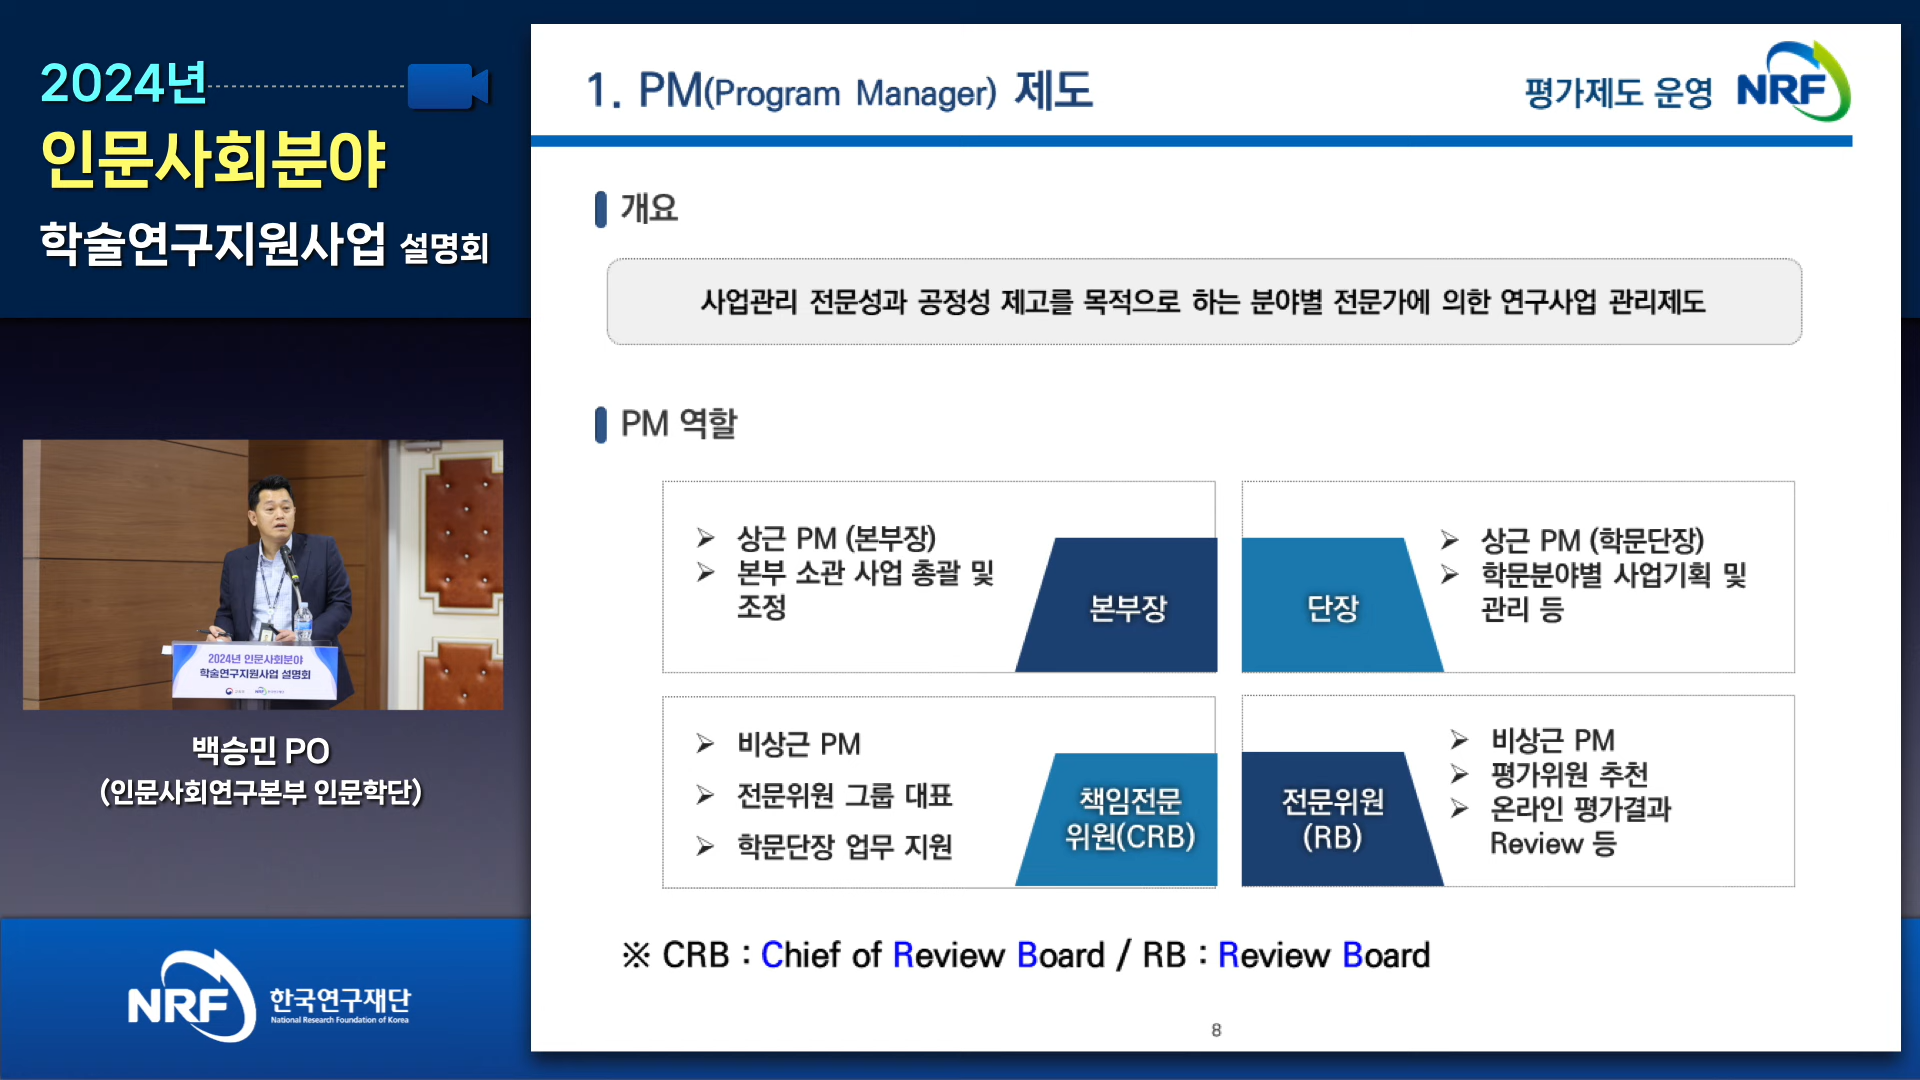 2024년
인문사회분야
학술연구지원사업 설명회
2024년 인문사회분야
학술연구지원사업 설명회
NRF
백승민 PO
(인문사회연구본부 인문학단)
NRF 한국연구재단
National Research Foundation of Korea
1. PM(Program Manager) 제도
평가제도 운영 NRF
개요
사업관리 전문성과 공정성 제고를 목적으로 하는 분야별 전문가에 의한 연구사업 관리제도
PM 역할
➢ 상근 PM (본부장)
➢ 본부 소관 사업 총괄 및
조정
본부장
단장
➢ 상근 PM (학문단장)
➢ 학문분야별 사업기획 및
관리 등
➢ 비상근 PM
➢ 전문위원 그룹 대표
➢ 학문단장 업무 지원
책임전문
위원(CRB)
전문위원
(RB)
➢ 비상근 PM
➢ 평가위원 추천
➢ 온라인 평가결과
Review 등
※ CRB : Chief of Review Board / RB : Review Board
8